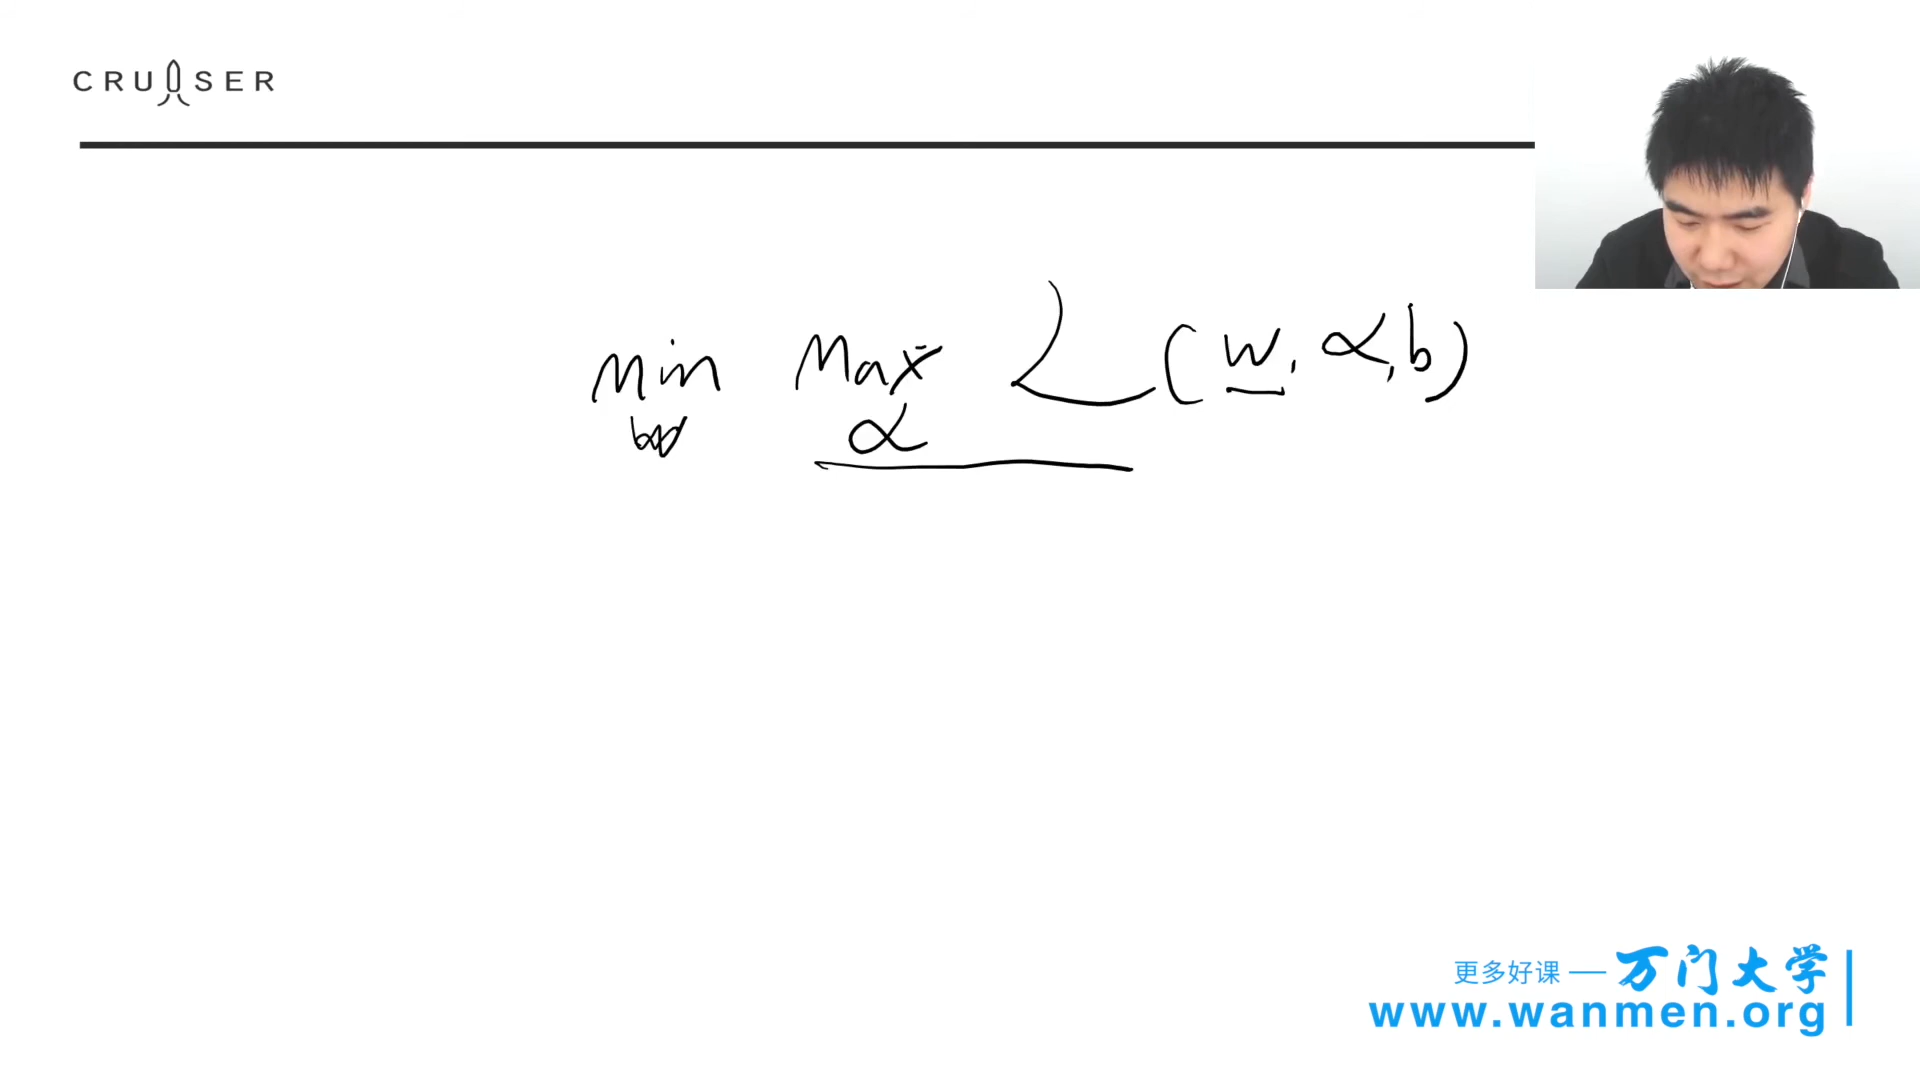 CRUISER
min Max L(w, α, b)
α
更多好课 — 万门大学
www.wanmen.org